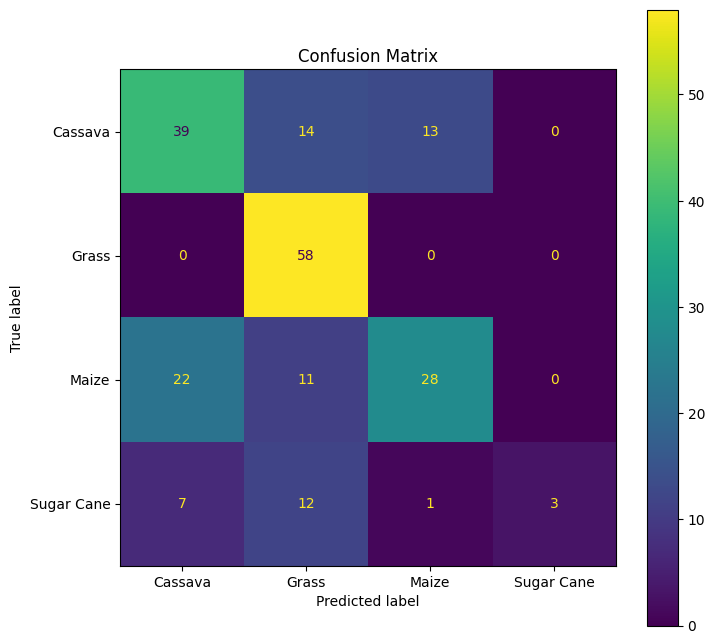 Confusion Matrix
True label
Cassava 39 14 13 0
Grass 0 58 0 0
Maize 22 11 28 0
Sugar Cane 7 12 1 3
Cassava Grass Maize Sugar Cane
Predicted label
50
40
30
20
10
0